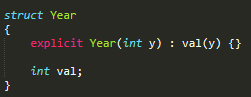 struct Year
{
    explicit Year(int y) : val(y) {}
    int val;
}